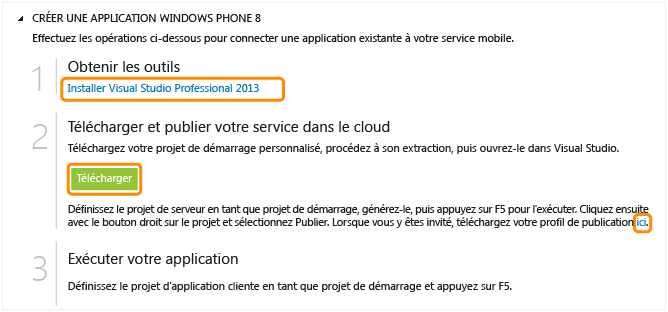 CRÉER UNE APPLICATION WINDOWS PHONE 8
Effectuez les opérations ci-dessous pour connecter une application existante à votre service mobile.
1 Obtenir les outils
Installer Visual Studio Professional 2013
2 Télécharger et publier votre service dans le cloud
Téléchargez votre projet de démarrage personnalisé, procédez à son extraction, puis ouvrez-le dans Visual Studio.
Télécharger
Définissez le projet de serveur en tant que projet de démarrage, générez-le, puis appuyez sur F5 pour l'exécuter. Cliquez ensuite
avec le bouton droit sur le projet et sélectionnez Publier. Lorsque vous y êtes invité, téléchargez votre profil de publication ici.
3 Exécuter votre application
Définissez le projet d'application cliente en tant que projet de démarrage et appuyez sur F5.